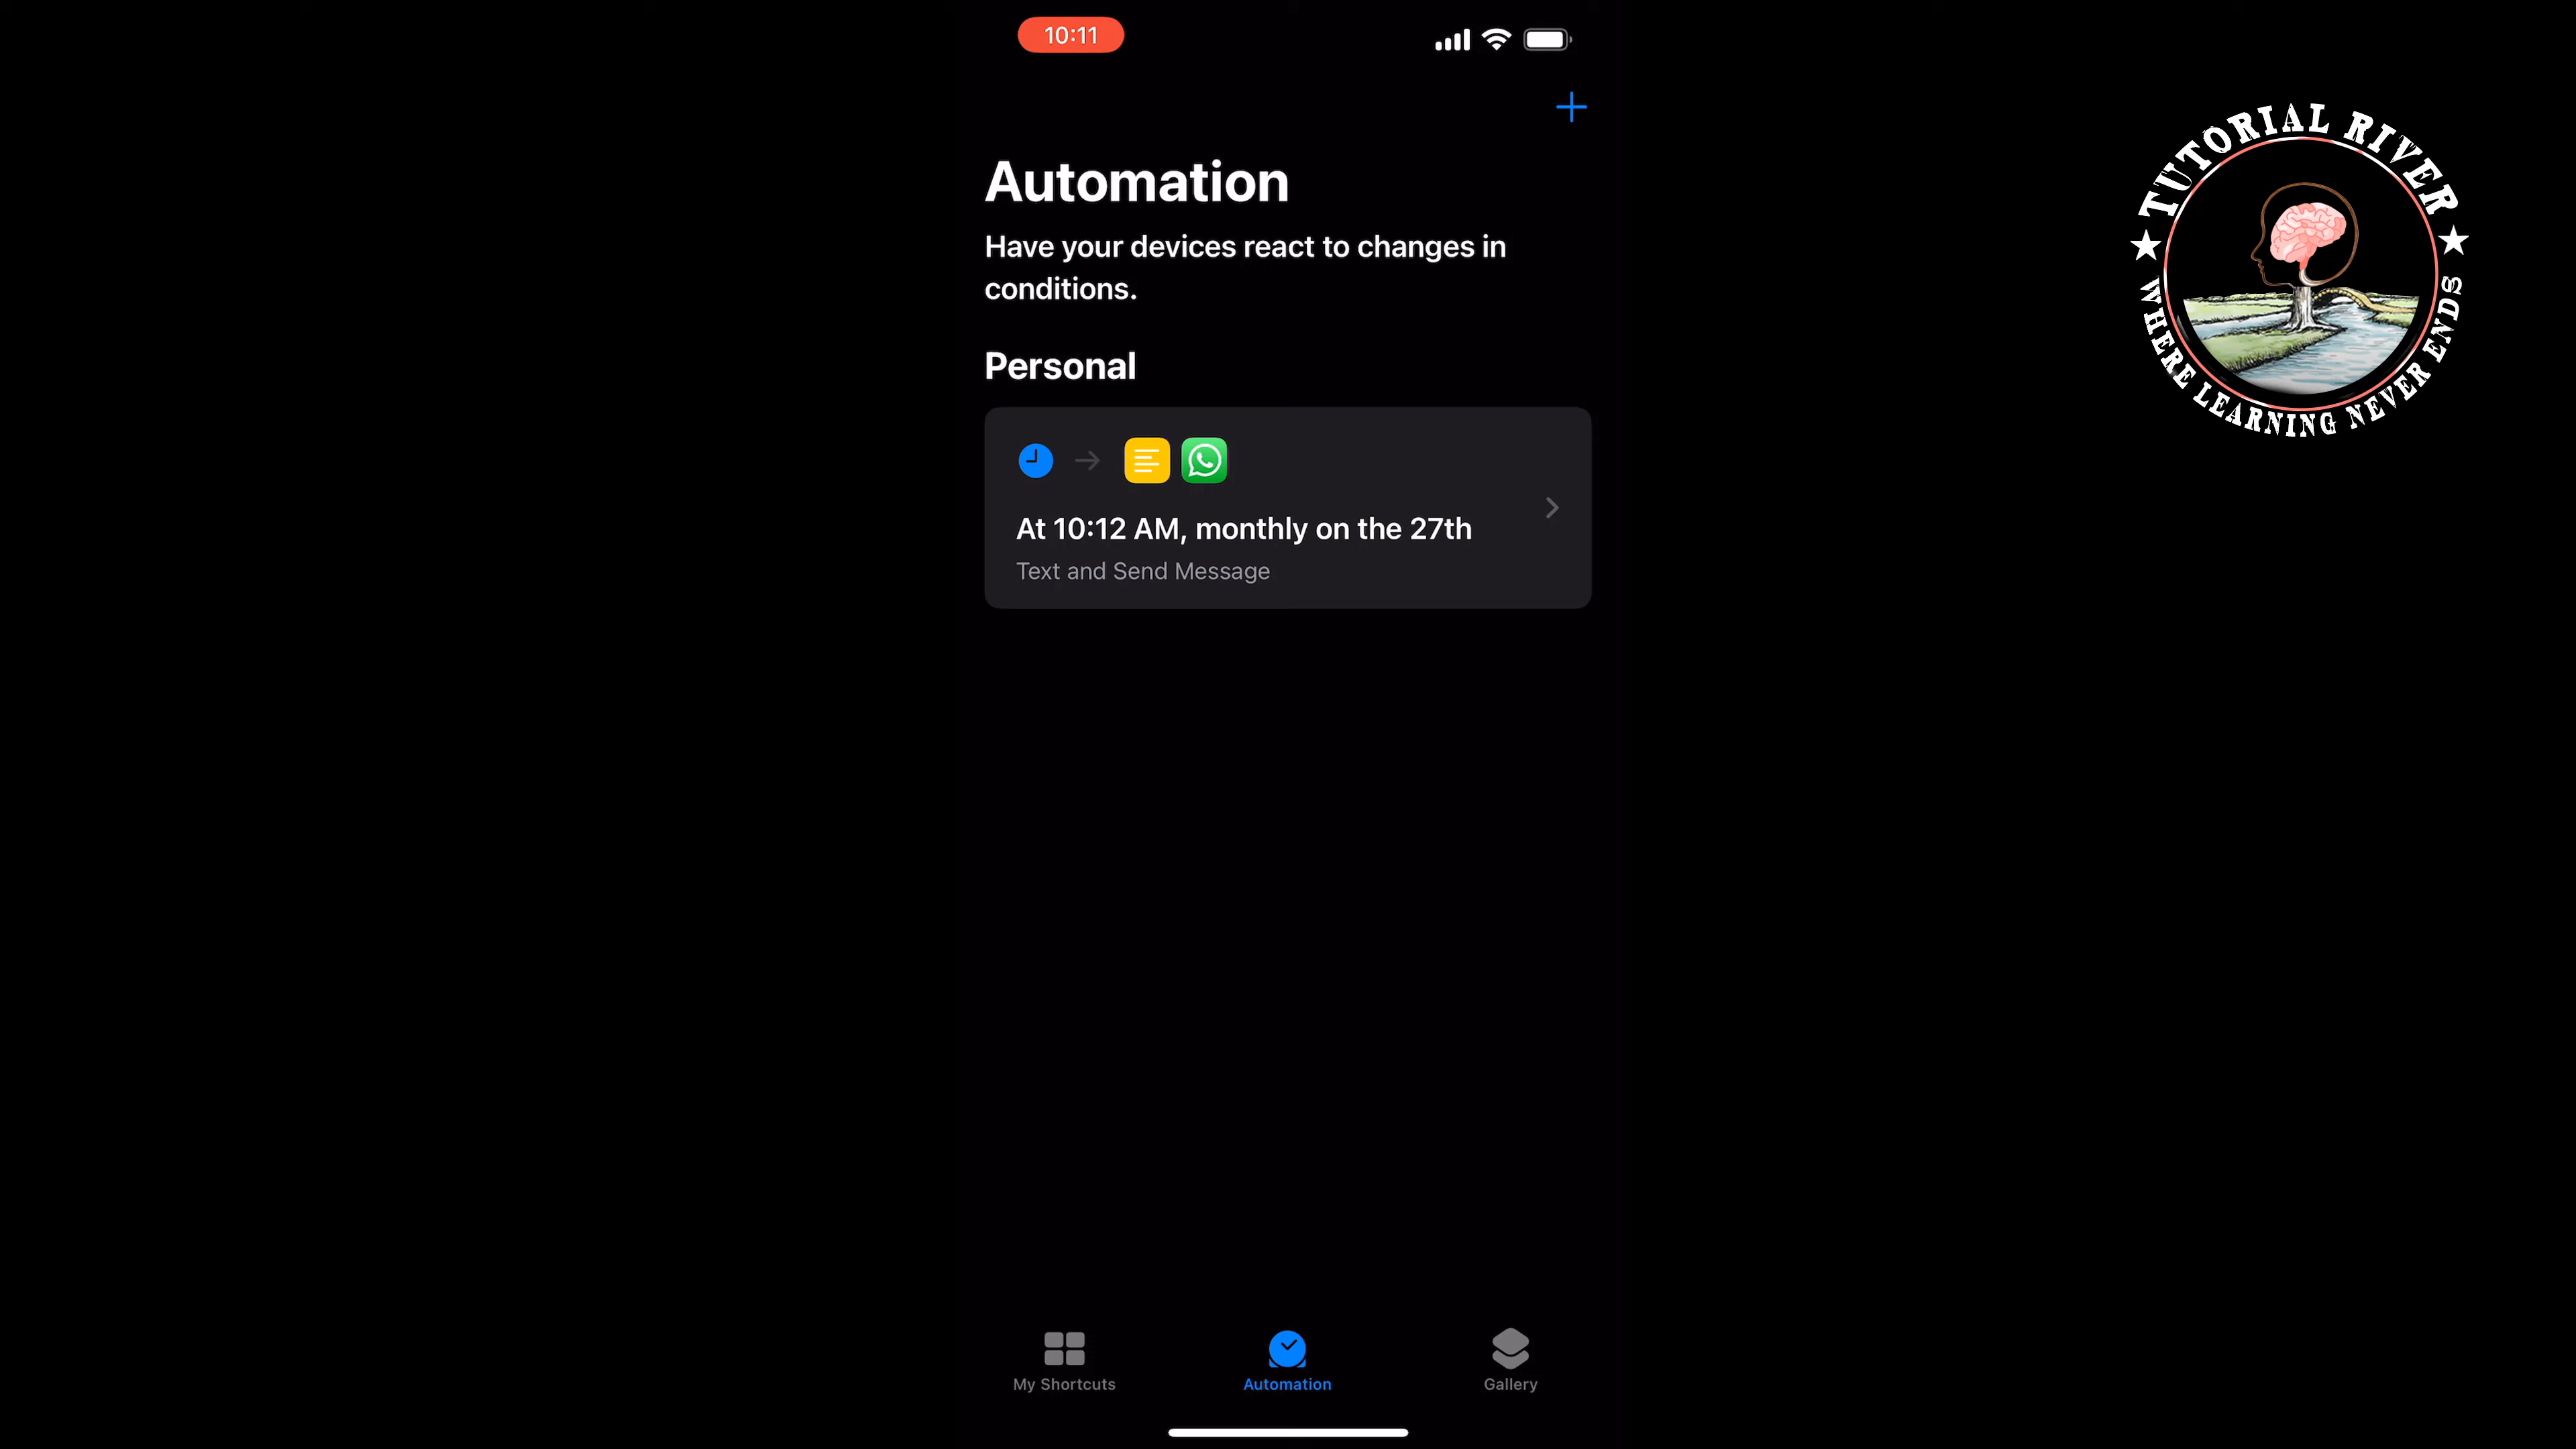 10:11
Automation
Have your devices react to changes in
conditions.
Personal
At 10:12 AM, monthly on the 27th
Text and Send Message
My Shortcuts
Automation
Gallery
TUTORIAL RIVER
WHERE LEARNING NEVER ENDS